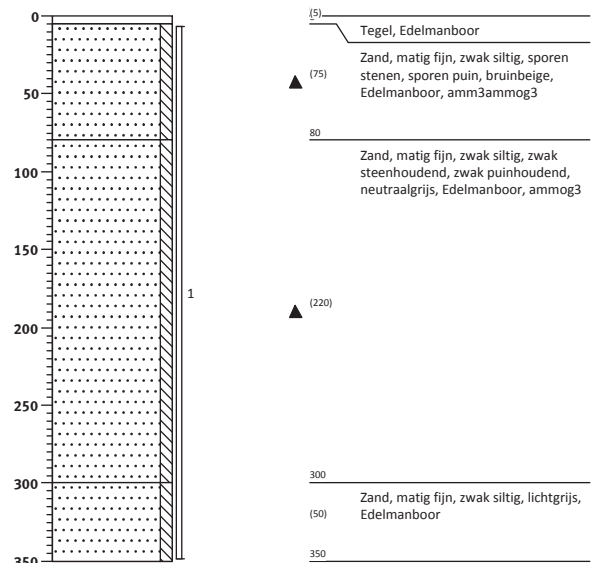 0
50
100
150
200
250
300
350
1
(5)
Tegel, Edelmanboor
Zand, matig fijn, zwak siltig, sporen
stenen, sporen puin, bruinbeige,
Edelmanboor, amm3ammog3
(75)
80
Zand, matig fijn, zwak siltig, zwak
steenhoudend, zwak puinhoudend,
neutraalgrijs, Edelmanboor, ammog3
(220)
300
Zand, matig fijn, zwak siltig, lichtgrijs,
Edelmanboor
(50)
350